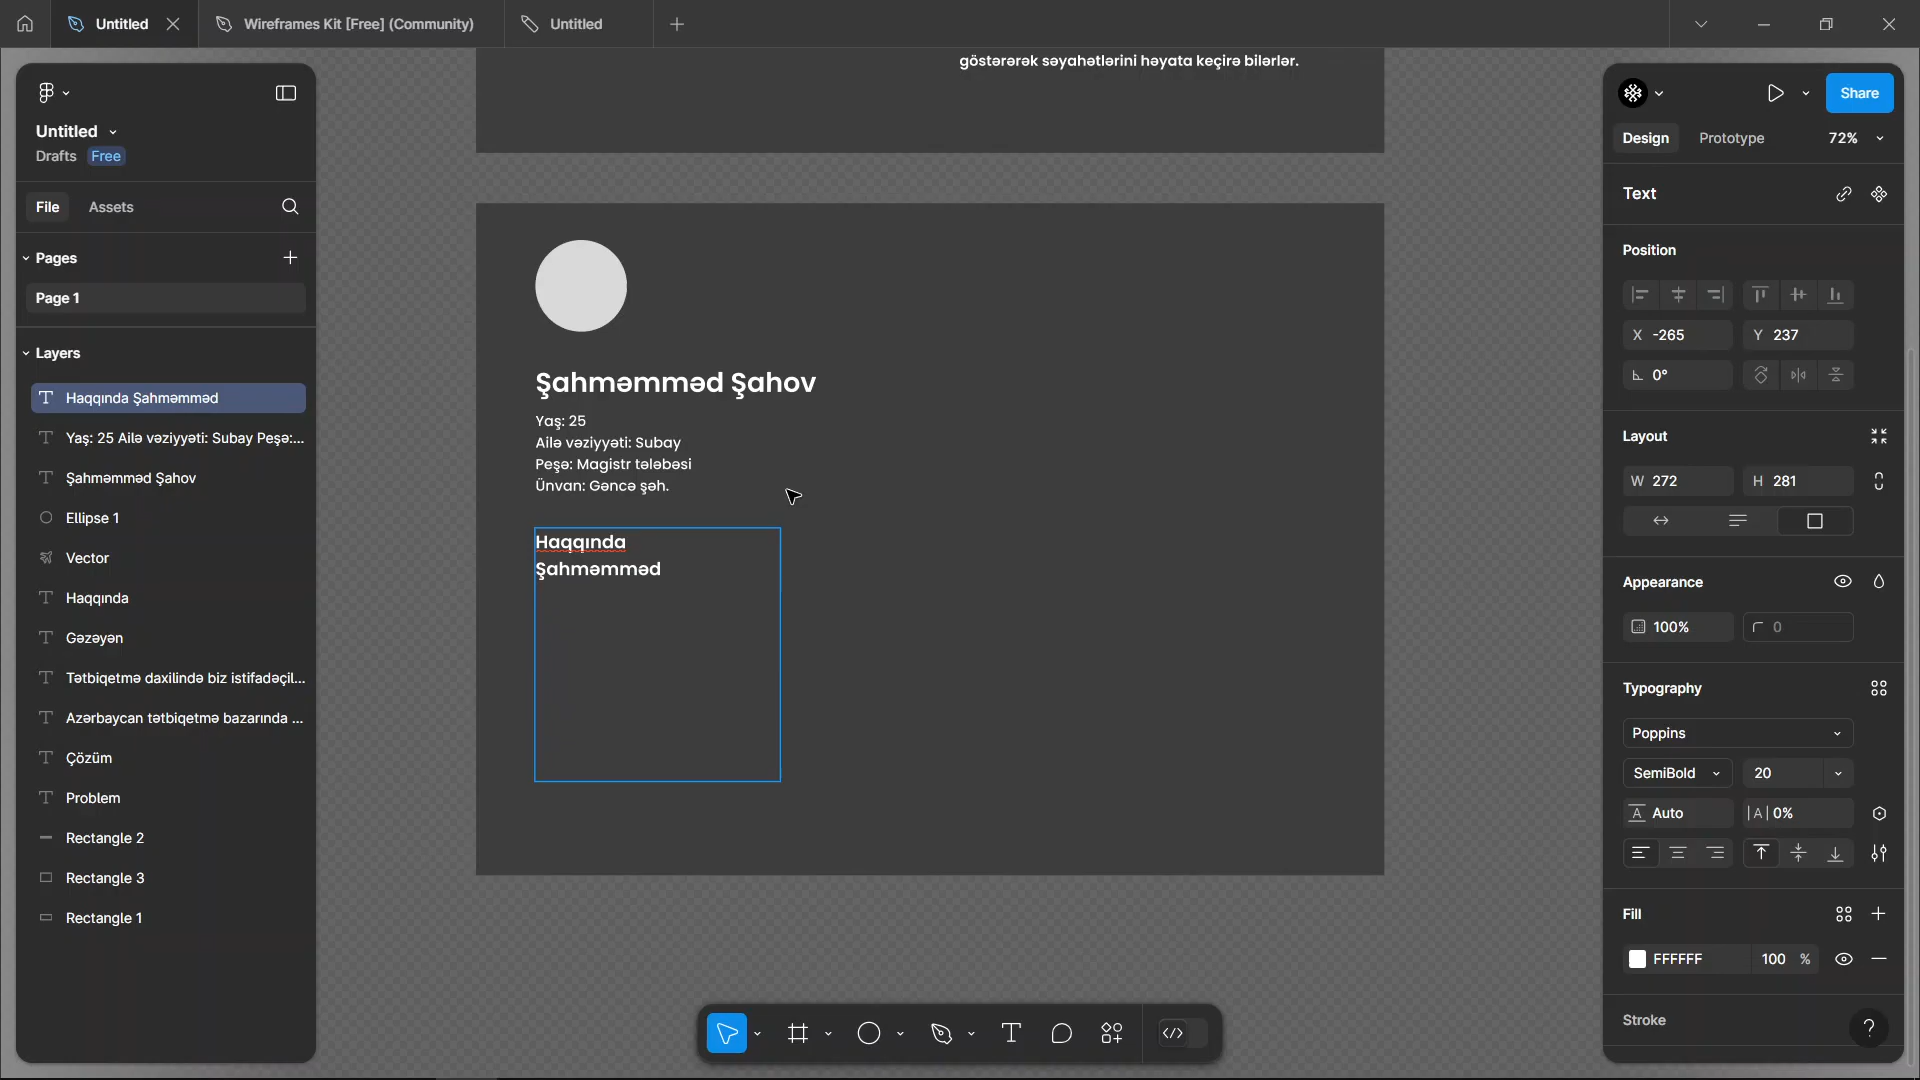 Untitled
Wireframes Kit [Free] (Community)
Untitled
göstərərək səyahətlərini həyata keçirə bilərlər.
Untitled
Drafts Free
File Assets
Pages
Page 1
Layers
Haqqında Şahməmməd
Yaş: 25 Ailə vəziyyəti: Subay Peşə:...
Şahməmməd Şahov
Ellipse 1
Vector
Haqqında
Gəzəyən
Tətbiqetmə daxilində biz istifadəçil...
Azərbaycan tətbiqetmə bazarında ...
Çözüm
Problem
Rectangle 2
Rectangle 3
Rectangle 1
Şahməmməd Şahov
Yaş: 25
Ailə vəziyyəti: Subay
Peşə: Magistr tələbəsi
Ünvan: Gəncə şəh.
Haqqında
Şahməmməd
Share
Design Prototype 72%
Text
Position
X -265 Y 237
0°
Layout
W 272 H 281
Appearance
100% 0
Typography
Poppins
SemiBold 20
A Auto |A| 0%
Fill
FFFFFF 100 %
Stroke
?